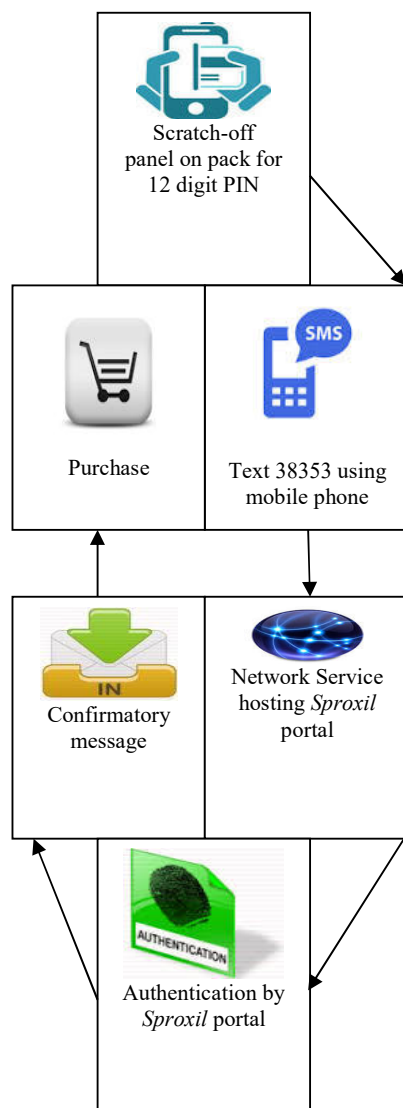 Scratch-off
panel on pack for
12 digit PIN
Purchase
SMS
Text 38353 using
mobile phone
IN
Confirmatory
message
Network Service
hosting Sproxil
portal
AUTHENTICATION
Authentication by
Sproxil portal